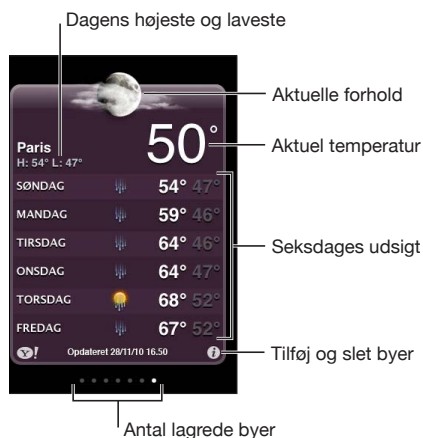 Dagens højeste og laveste
Aktuelle forhold
Paris
H: 54° L: 47°
50°
Aktuel temperatur
SØNDAG 54° 47°
MANDAG 59° 46°
TIRSDAG 64° 46°
ONSDAG 64° 47°
TORSDAG 68° 52°
FREDAG 67° 52°
Seksdages udsigt
Y! Opdateret 28/11/10 16.50 i
Tilføj og slet byer
Antal lagrede byer